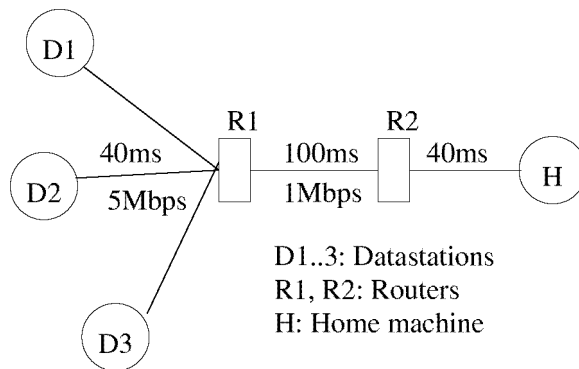 D1
R1
R2
40ms
100ms
40ms
D2
5Mbps
1Mbps
H
D1..3: Datastations
R1, R2: Routers
H: Home machine
D3